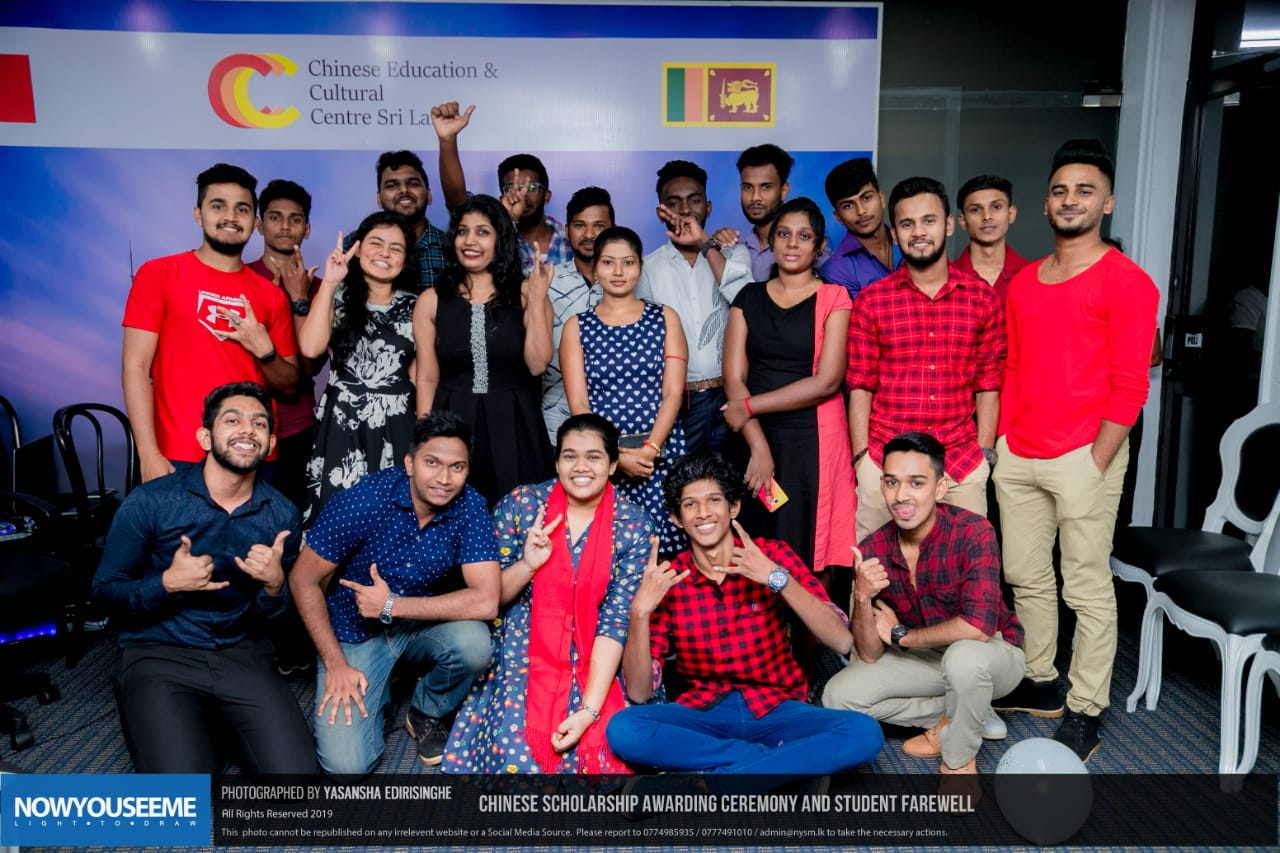 Chinese Education &
Cultural
Centre Sri La
UNDER ARMOUR
NOWYOUSEEME
LIGHT•TO•DRAW
PHOTOGRAPHED BY YASANSHA EDIRISINGHE
All Rights Reserved 2019
CHINESE SCHOLARSHIP AWARDING CEREMONY AND STUDENT FAREWELL
This photo cannot be republished on any irrelevent website or a Social Media Source. Please report to 0774985935 / 0777491010 / admin@nysm.lk to take the necessary actions.